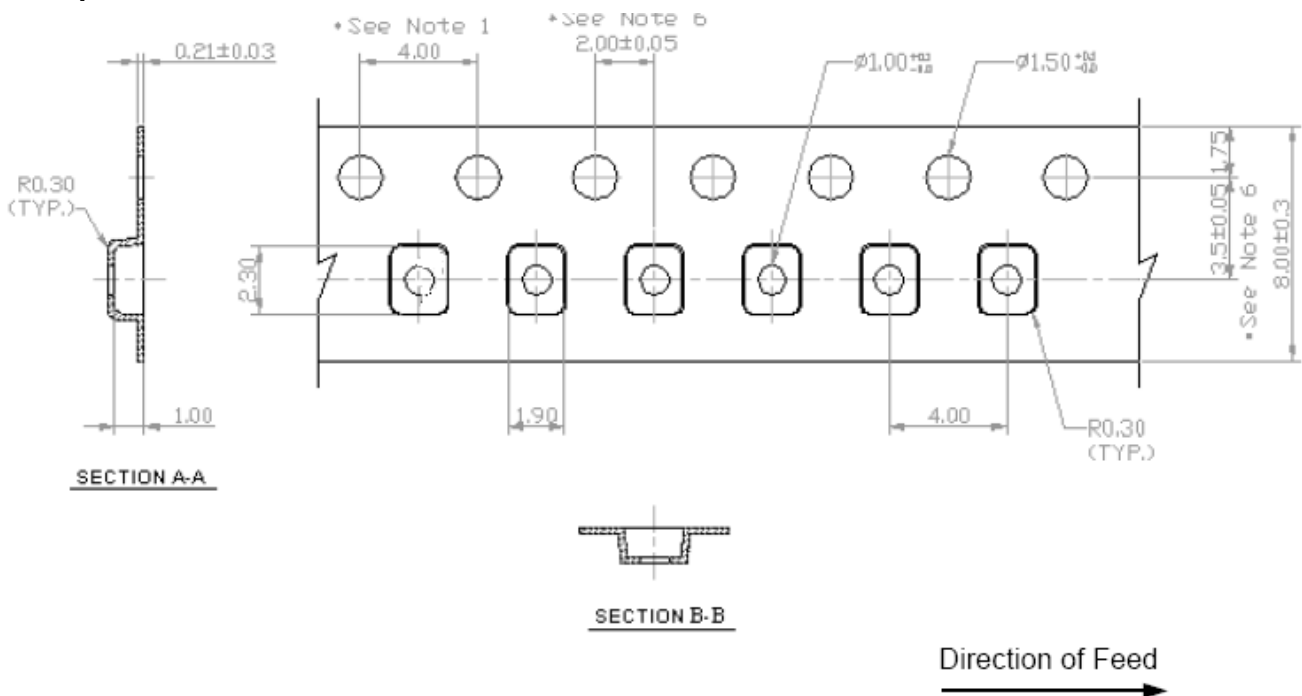 *See Note 1
4.00
*See Note 6
2.00±0.05
0.21±0.03
ø1.00
ø1.50
R0.30
(TYP.)
1.75
3.5±0.05
*See Note 6
8.00±0.3
2.30
1.00
1.90
4.00
R0.30
(TYP.)
SECTION A-A
SECTION B-B
Direction of Feed